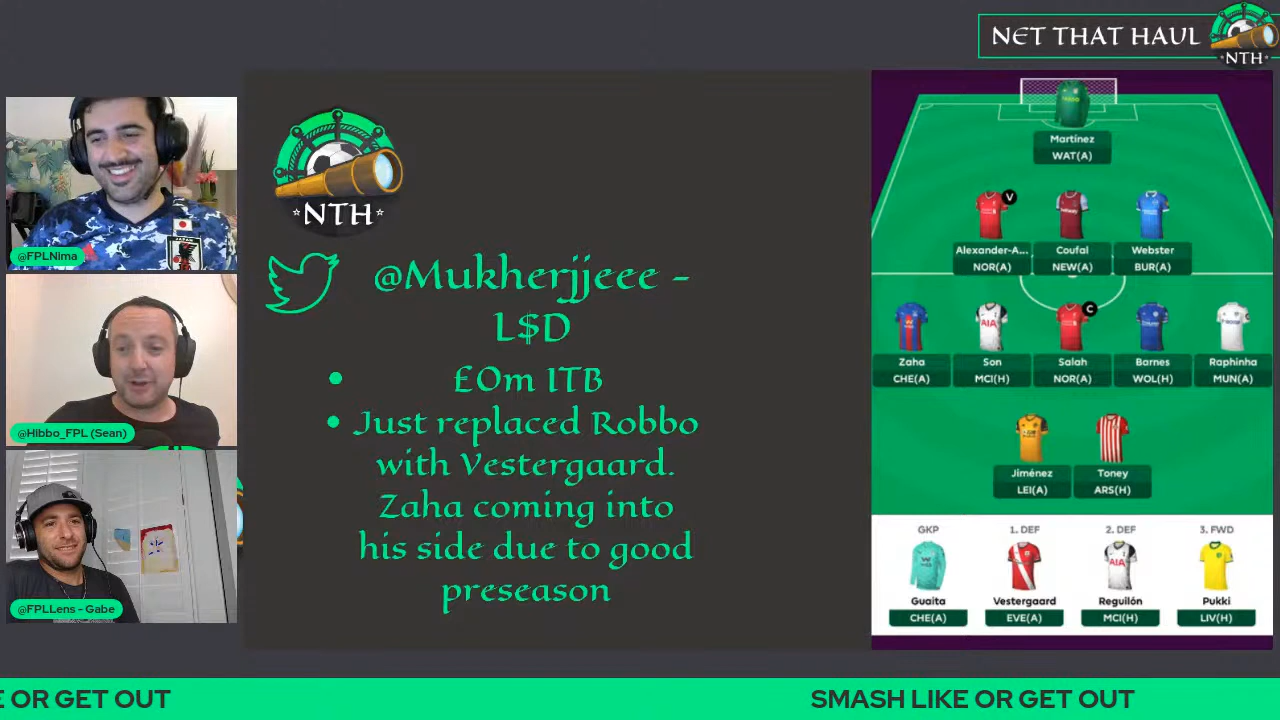 NET THAT HAUL
NTH
@FPLNima
JAPAN
@Hibbo_FPL (Sean)
@FPLLens - Gabe
NTH
@Mukherjjeee -
L$D
£0m ITB
Just replaced Robbo
with Vestergaard.
Zaha coming into
his side due to good
preseason
Martínez
WAT(A)
V
Alexander-A... Coufal Webster
NOR(A) NEW(A) BUR(A)
AIA C
Zaha Son Salah Barnes Raphinha
CHE(A) MCI(H) NOR(A) WOL(H) MUN(A)
Jiménez Toney
LEI(A) ARS(H)
GKP 1. DEF 2. DEF 3. FWD
AIA
Guaita Vestergaard Reguilón Pukki
CHE(A) EVE(A) MCI(H) LIV(H)
E OR GET OUT SMASH LIKE OR GET OUT